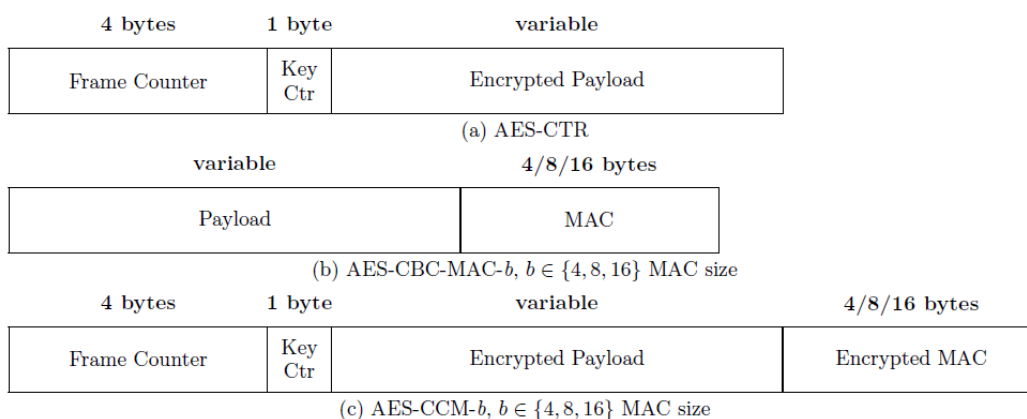 4 bytes 1 byte variable
Frame Counter Key Ctr Encrypted Payload
(a) AES-CTR
variable 4/8/16 bytes
Payload MAC
(b) AES-CBC-MAC-b, b ∈ {4, 8, 16} MAC size
4 bytes 1 byte variable 4/8/16 bytes
Frame Counter Key Ctr Encrypted Payload Encrypted MAC
(c) AES-CCM-b, b ∈ {4, 8, 16} MAC size